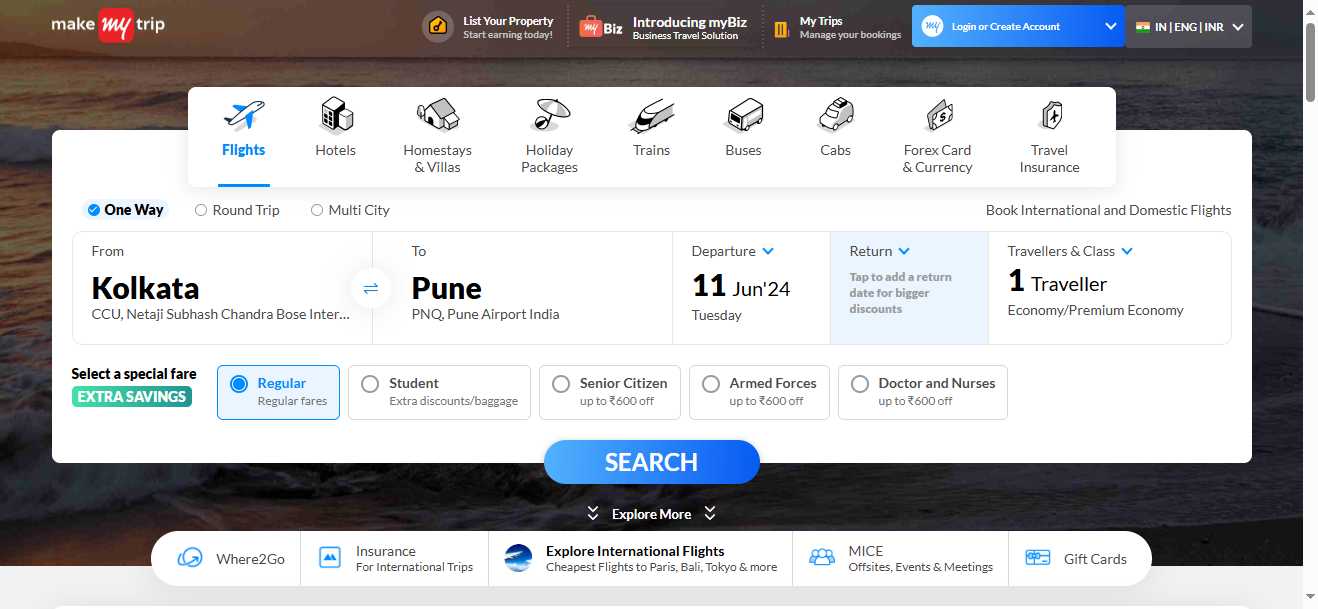 make my trip
List Your Property
Start earning today!
my Biz
Introducing myBiz
Business Travel Solution
My Trips
Manage your bookings
my
Login or Create Account
IN | ENG | INR
Flights
Hotels
Homestays
& Villas
Holiday
Packages
Trains
Buses
Cabs
Forex Card
& Currency
Travel
Insurance
One Way
Round Trip
Multi City
Book International and Domestic Flights
From
Kolkata
CCU, Netaji Subhash Chandra Bose Inter...
To
Pune
PNQ, Pune Airport India
Departure
11 Jun'24
Tuesday
Return
Tap to add a return
date for bigger
discounts
Travellers & Class
1 Traveller
Economy/Premium Economy
Select a special fare
EXTRA SAVINGS
Regular
Regular fares
Student
Extra discounts/baggage
Senior Citizen
up to ₹600 off
Armed Forces
up to ₹600 off
Doctor and Nurses
up to ₹600 off
SEARCH
Explore More
Where2Go
Insurance
For International Trips
Explore International Flights
Cheapest Flights to Paris, Bali, Tokyo & more
MICE
Offsites, Events & Meetings
Gift Cards